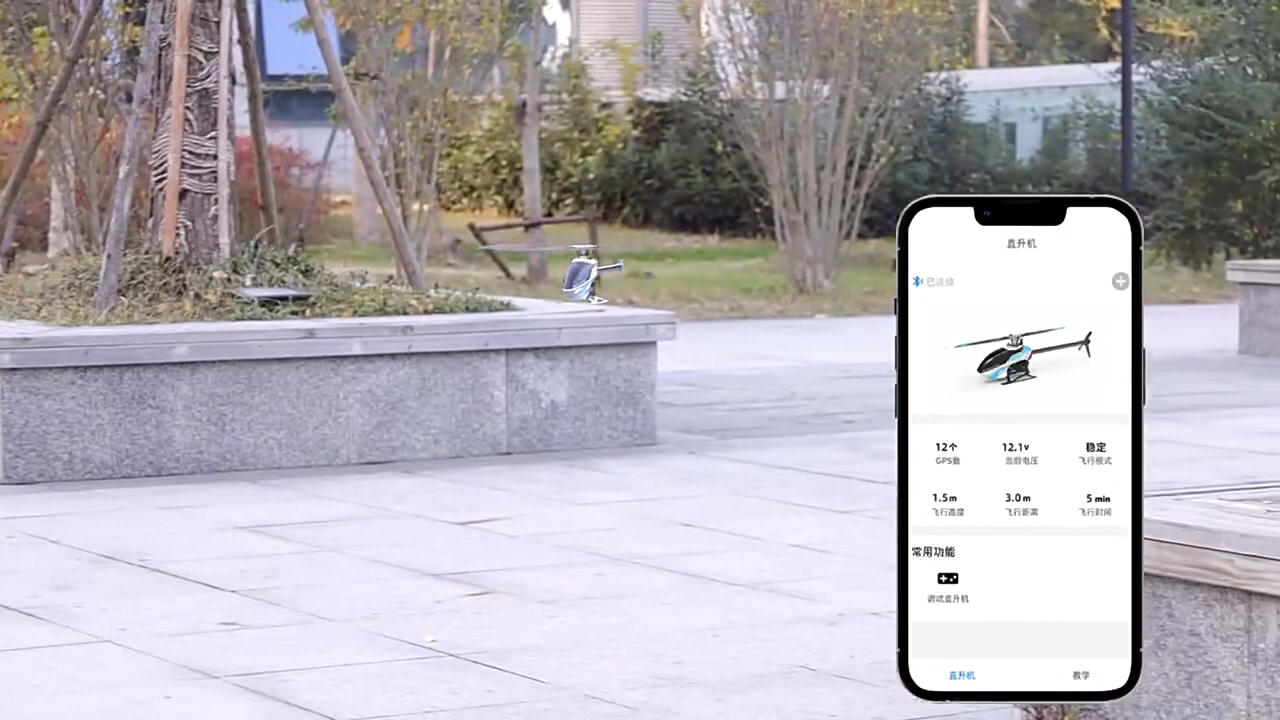 直升机
已连接
12个 12.1v 稳定
GPS数 当前电压 飞行模式
1.5m 3.0m 5 min
飞行高度 飞行距离 飞行时间
常用功能
调试直升机
直升机 教学